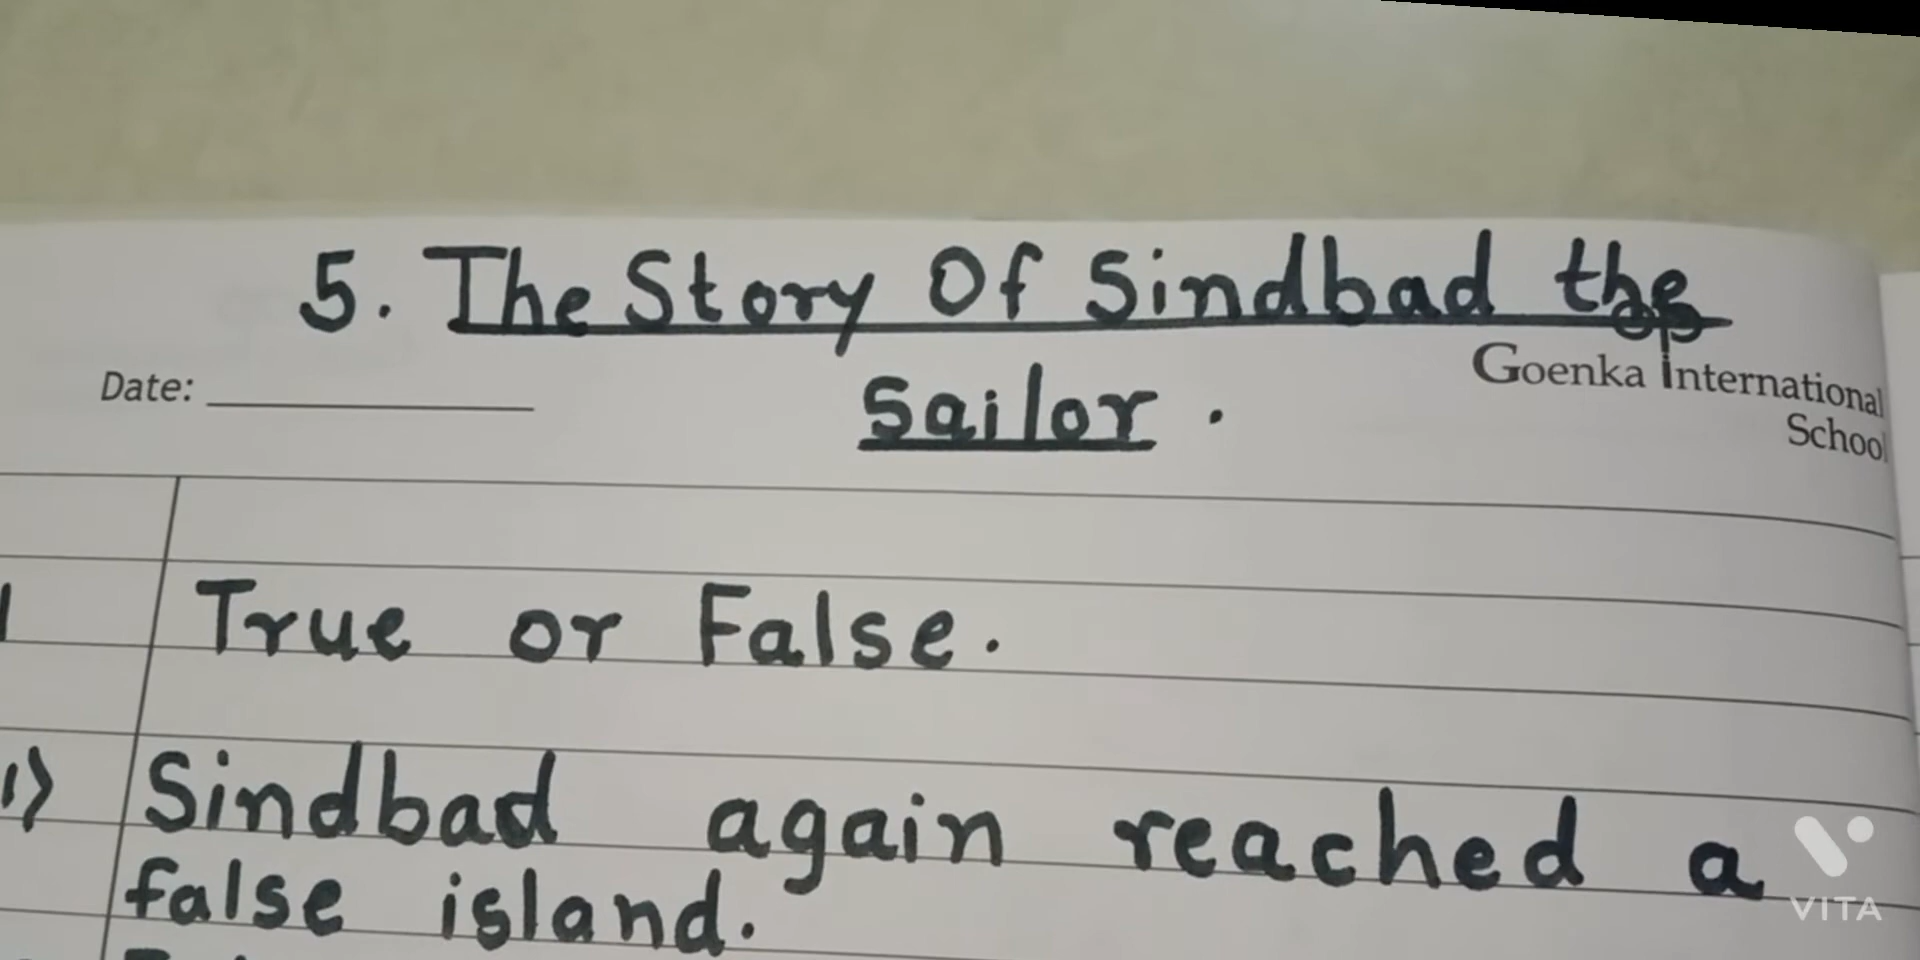 5. The Story Of Sindbad the
Goenka International
School
Date:
Sailor.
True or False.
1) Sindbad again reached a
false island.
VITA